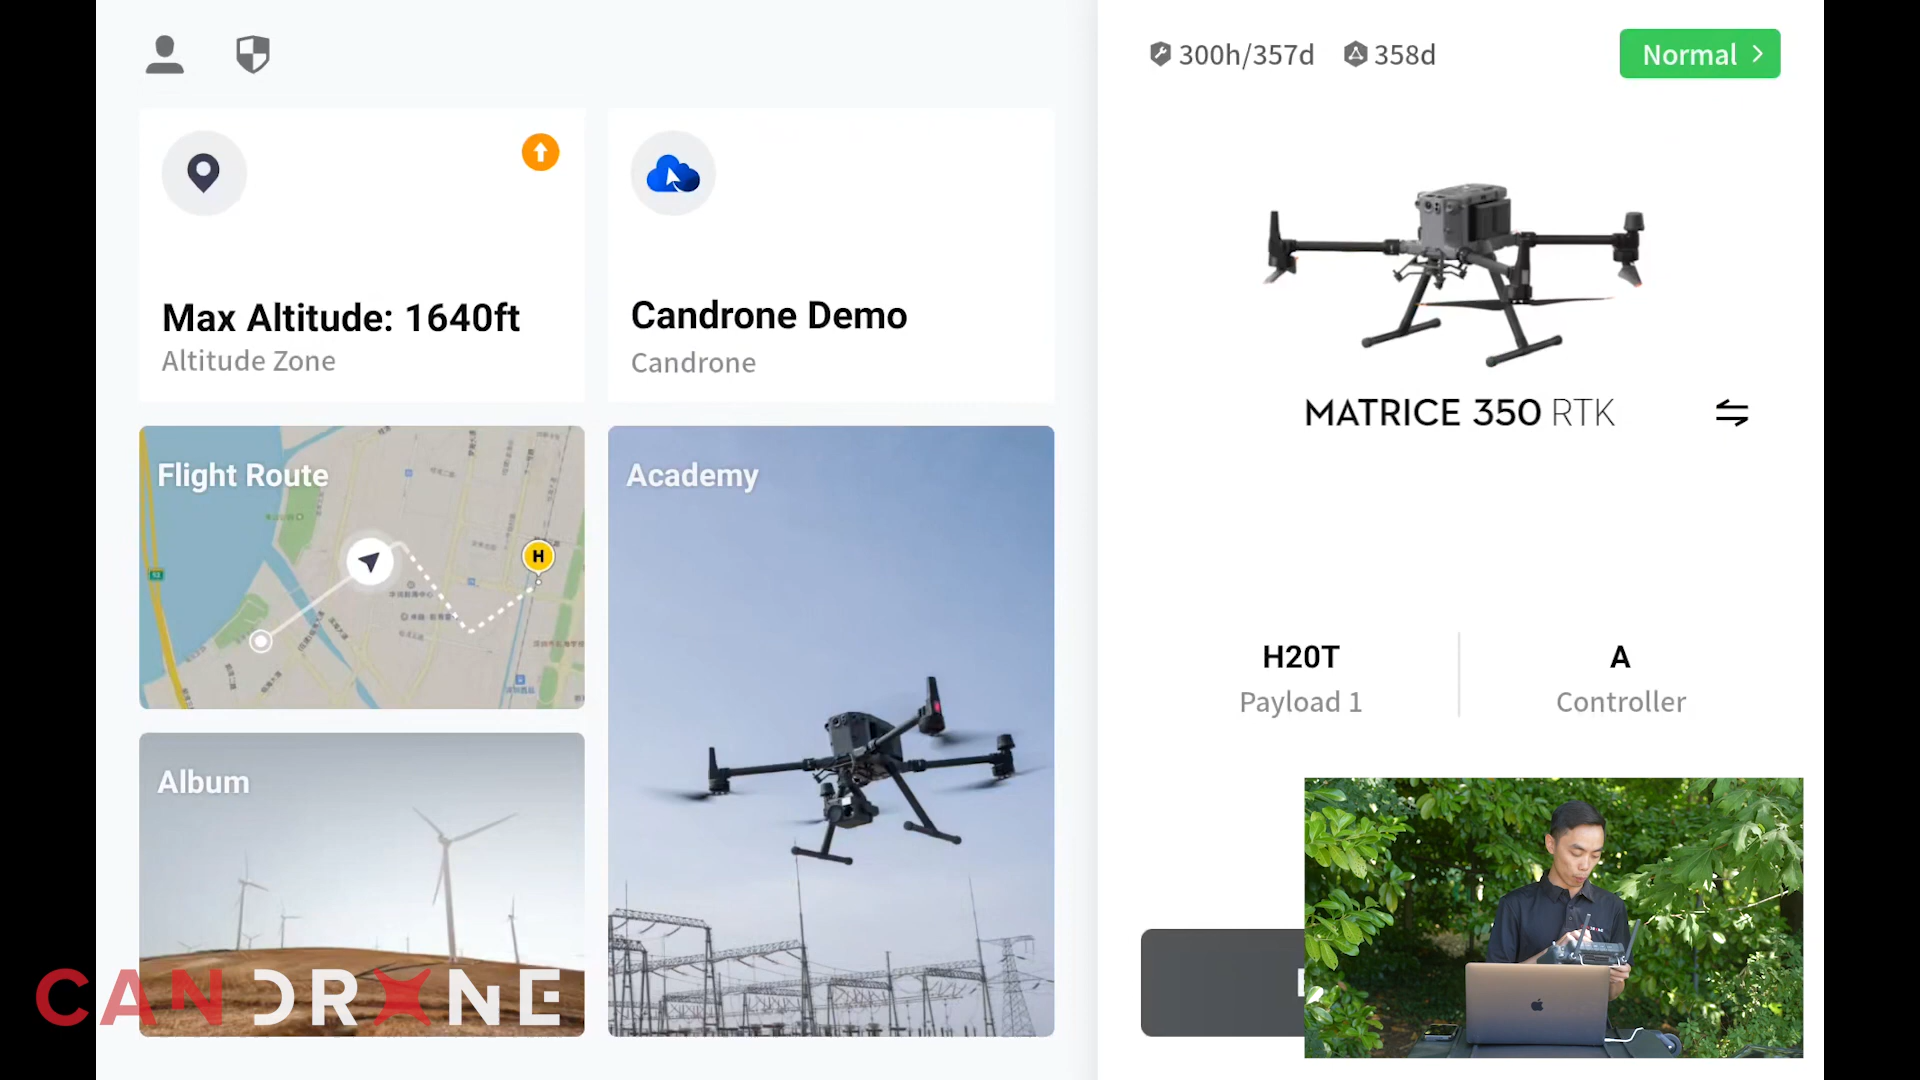 300h/357d
358d
Normal
Max Altitude: 1640ft
Altitude Zone
Candrone Demo
Candrone
MATRICE 350 RTK
Flight Route
H
Academy
H20T
Payload 1
A
Controller
Album
CANDRONE